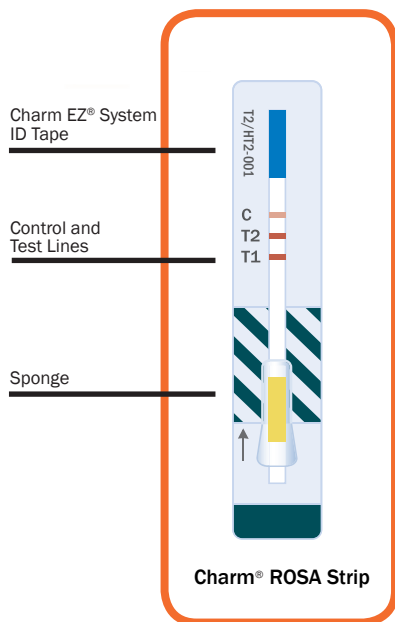 Charm EZ® System
ID Tape
T2/HT2-001
Control and
Test Lines
C
T2
T1
Sponge
Charm® ROSA Strip